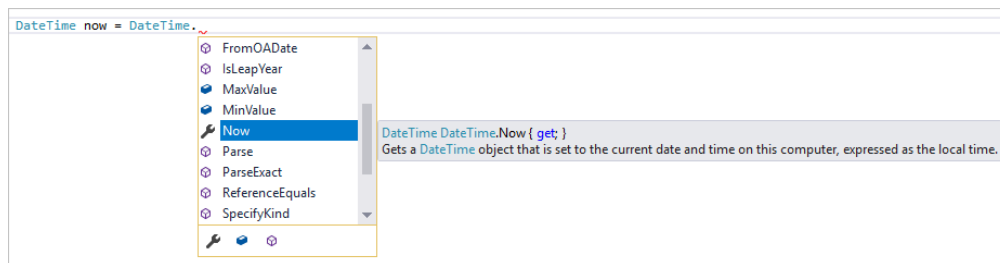 DateTime now = DateTime.
FromOADate
IsLeapYear
MaxValue
MinValue
Now
DateTime DateTime.Now { get; }
Parse
Gets a DateTime object that is set to the current date and time on this computer, expressed as the local time.
ParseExact
ReferenceEquals
SpecifyKind